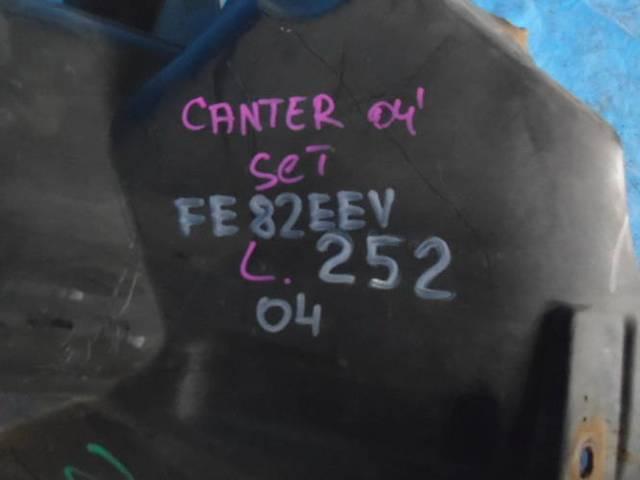 CANTER 04'
SET
FE82EEV
L. 252
04